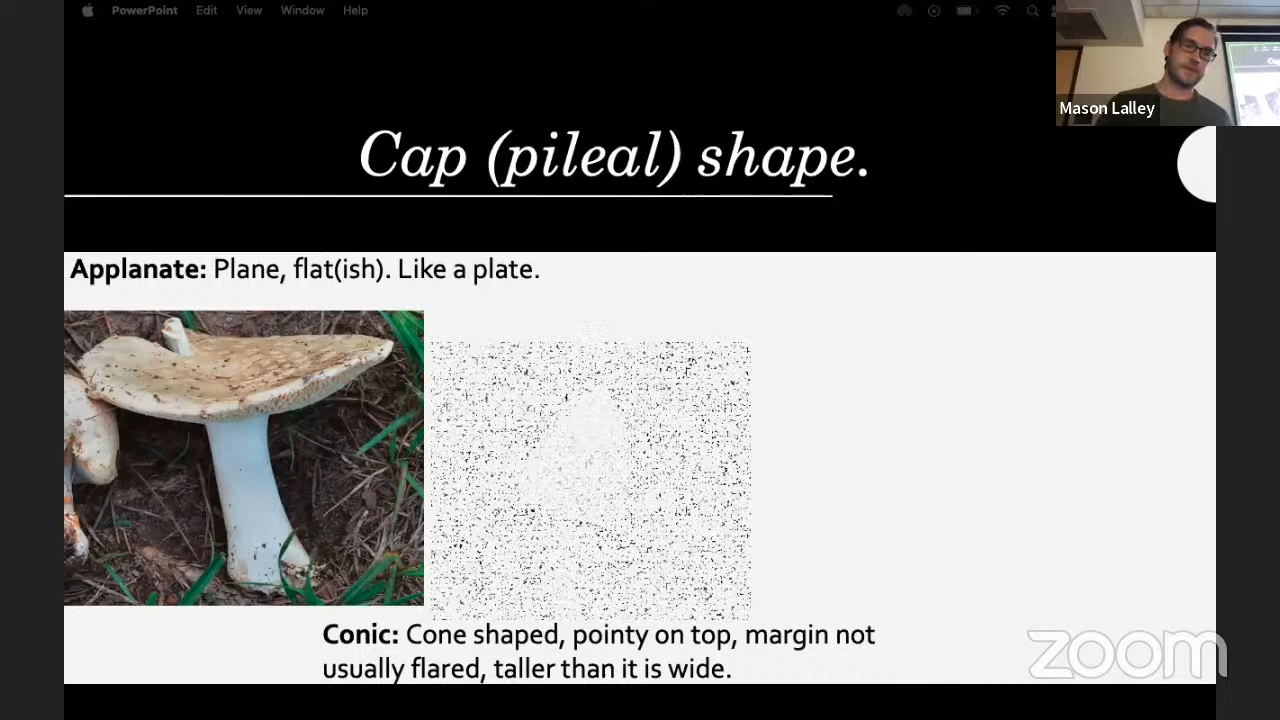 PowerPoint Edit View Window Help
Mason Lalley
Cap (pileal) shape.
Applanate: Plane, flat(ish). Like a plate.
Conic: Cone shaped, pointy on top, margin not
usually flared, taller than it is wide.
zoom